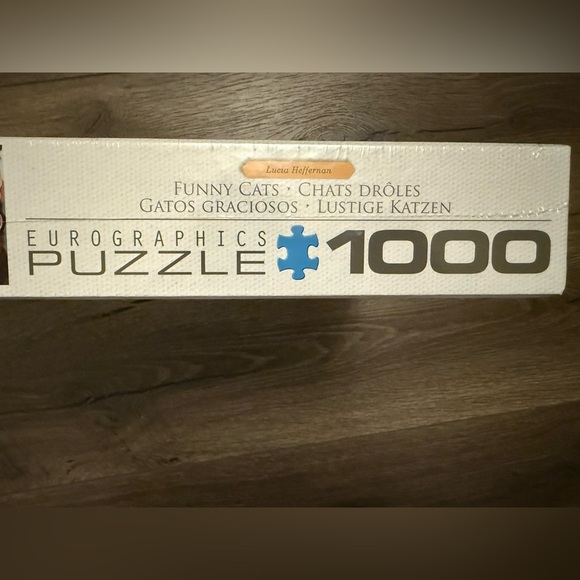 Lucia Heffernan
FUNNY CATS · CHATS DRÔLES
GATOS GRACIOSOS · LUSTIGE KATZEN
EUROGRAPHICS
PUZZLE 1000